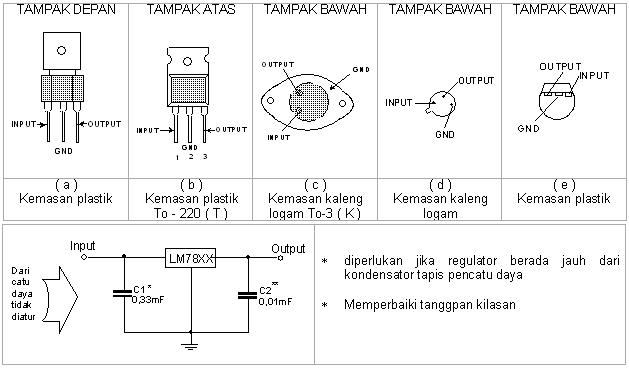 TAMPAK DEPAN
TAMPAK ATAS
TAMPAK BAWAH
TAMPAK BAWAH
TAMPAK BAWAH
INPUT
OUTPUT
GND
INPUT
OUTPUT
GND
1 2 3
OUTPUT
GND
INPUT
OUTPUT
INPUT
GND
OUTPUT
INPUT
GND
( a )
Kemasan plastik
( b )
Kemasan plastik
To - 220 ( T )
( c )
Kemasan kaleng
logam To-3 ( K )
( d )
Kemasan kaleng
logam
( e )
Kemasan plastik
Dari
catu
daya
tidak
diatur
Input
LM78XX
Output
C1*
0,33mF
C2**
0,01mF
* diperlukan jika regulator berada jauh dari
kondensator tapis pencatu daya
* Memperbaiki tanggpan kilasan